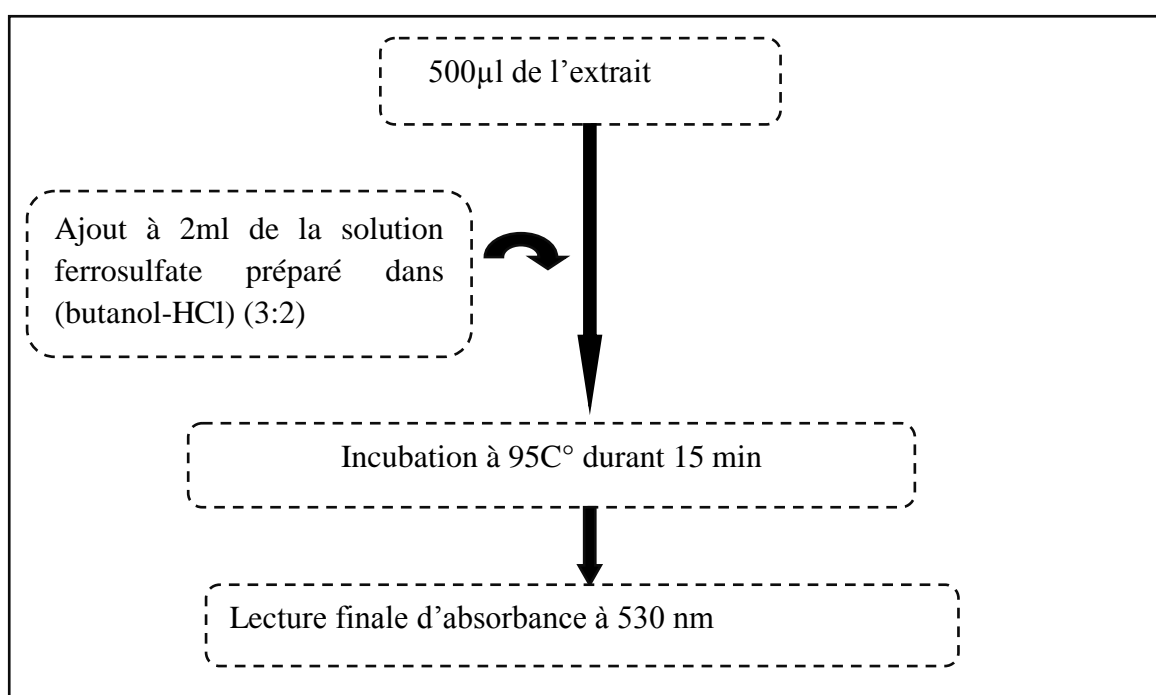 500µl de l’extrait
Ajout à 2ml de la solution
ferrosulfate préparé dans
(butanol-HCl) (3:2)
Incubation à 95C° durant 15 min
Lecture finale d’absorbance à 530 nm